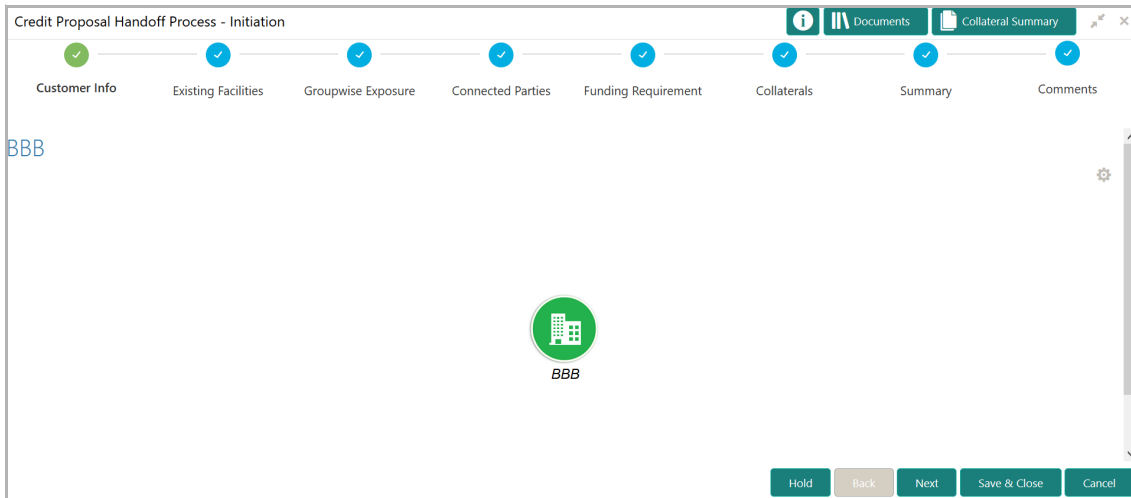 Credit Proposal Handoff Process - Initiation
Documents
Collateral Summary
Customer Info
Existing Facilities
Groupwise Exposure
Connected Parties
Funding Requirement
Collaterals
Summary
Comments
BBB
BBB
Hold
Back
Next
Save & Close
Cancel